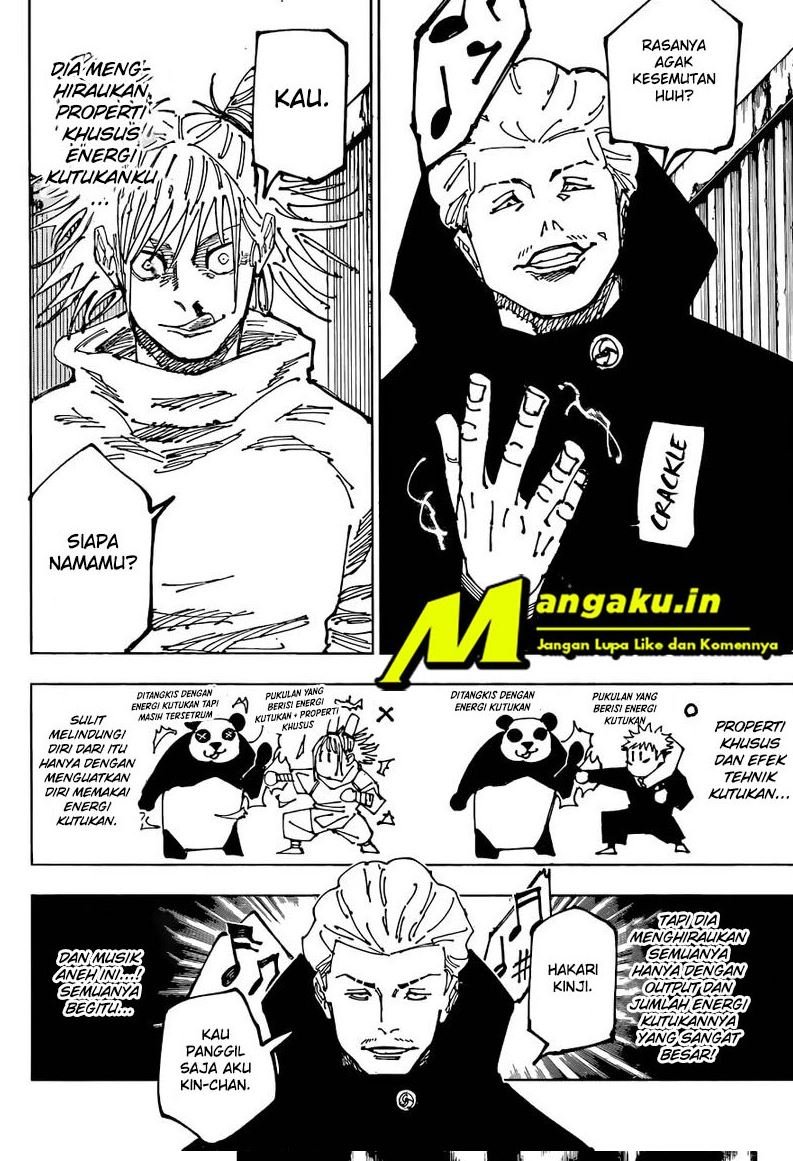 RASANYA
AGAK
KESEMUTAN
HUH?
CRACKLE
KAU.
DIA MENG-
HIRAUKAN
PROPERTI
KHUSUS
ENERGI
KUTUKANKU
...
SIAPA
NAMAMU?
Mangaku.in
Jangan Lupa Like dan Komennya
PROPERTI
KHUSUS
DAN EFEK
TEHNIK
KUTUKAN...
PUKULAN YANG
BERISI ENERGI
KUTUKAN
DITANGKIS DENGAN
ENERGI KUTUKAN
PUKULAN YANG
BERISI ENERGI
KUTUKAN + PROPERTI
KHUSUS
DITANGKIS DENGAN
ENERGI KUTUKAN TAPI
MASIH TERSETRUM
SULIT
MELINDUNGI
DIRI DARI ITU
HANYA DENGAN
MENGUATKAN
DIRI MEMAKAI
ENERGI
KUTUKAN.
TAPI DIA
MENGHIRAUKAN
SEMUANYA
HANYA DENGAN
OUTPUT DAN
JUMLAH ENERGI
KUTUKANNYA
YANG SANGAT
BESAR!
HAKARI
KINJI.
DAN MUSIK
ANEH INI...!
SEMUANYA
BEGITU...
KAU
PANGGIL
SAJA AKU
KIN-CHAN.